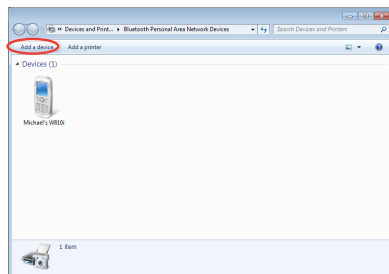 « Devices and Print... ▸ Bluetooth Personal Area Network Devices
Search Devices and Printers
Add a device
Add a printer
Devices (1)
Michael's W810i
1 item